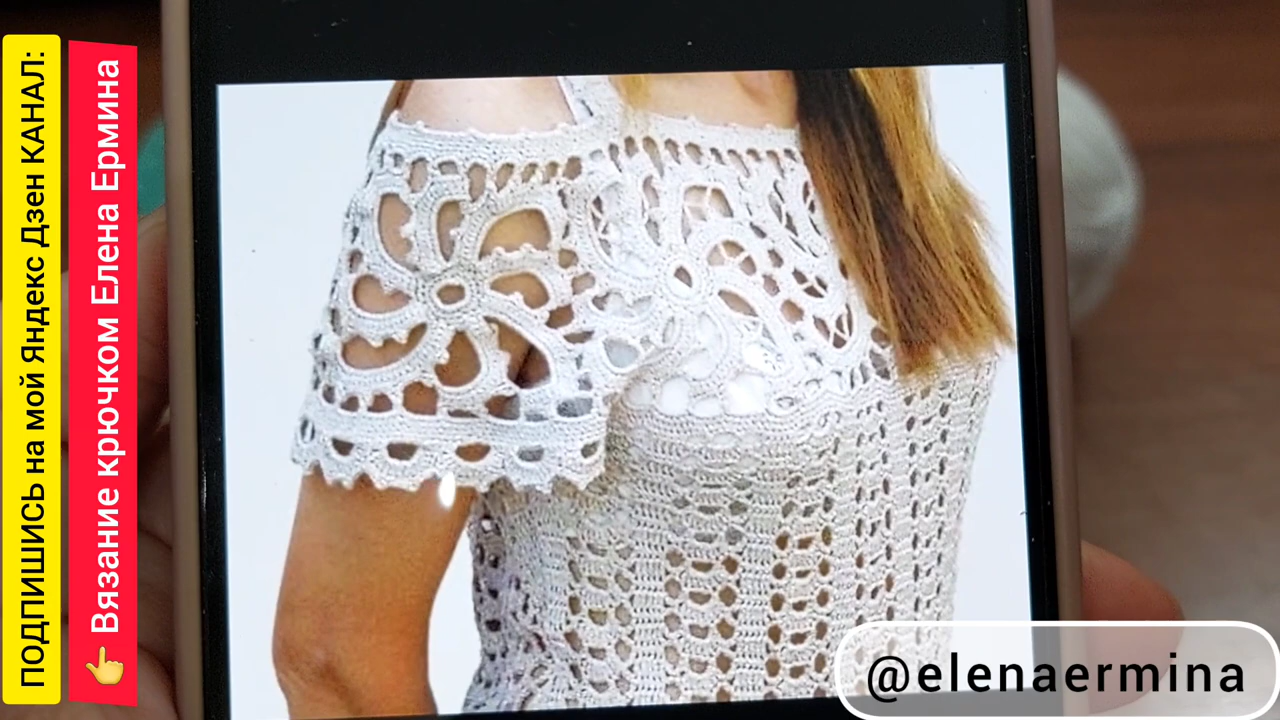 ПОДПИШИСЬ на мой Яндекс Дзен КАНАЛ:
👆 Вязание крючком Елена Ермина
@elenaermina